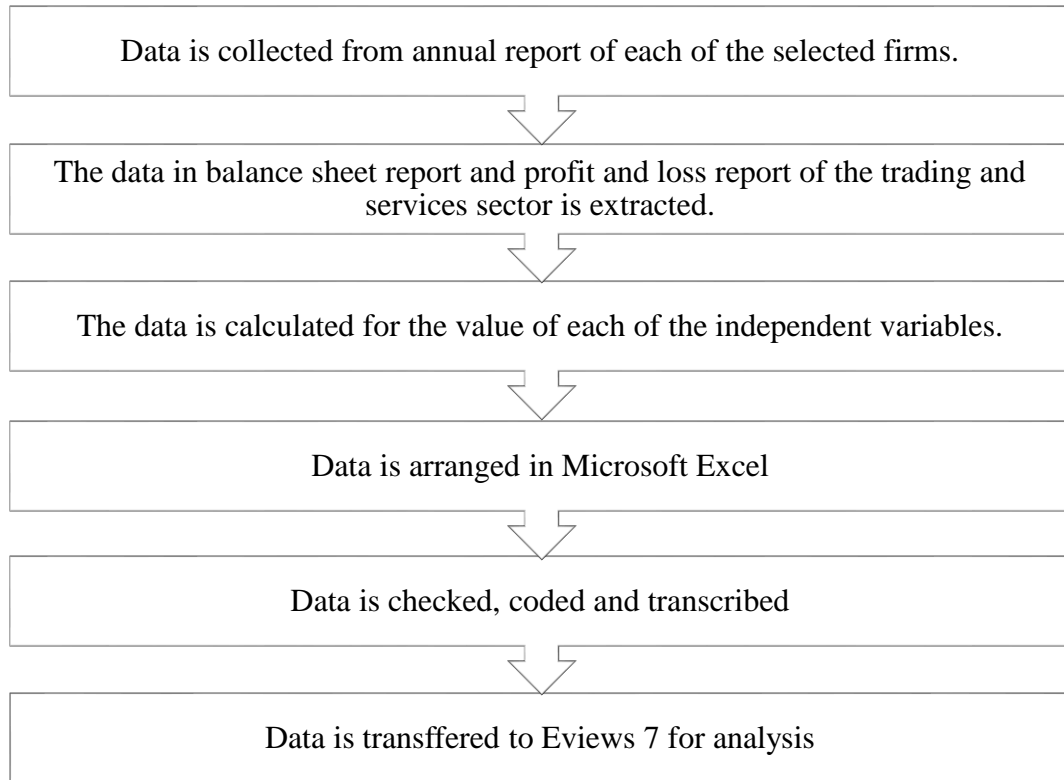 Data is collected from annual report of each of the selected firms.
The data in balance sheet report and profit and loss report of the trading and
services sector is extracted.
The data is calculated for the value of each of the independent variables.
Data is arranged in Microsoft Excel
Data is checked, coded and transcribed
Data is transffered to Eviews 7 for analysis